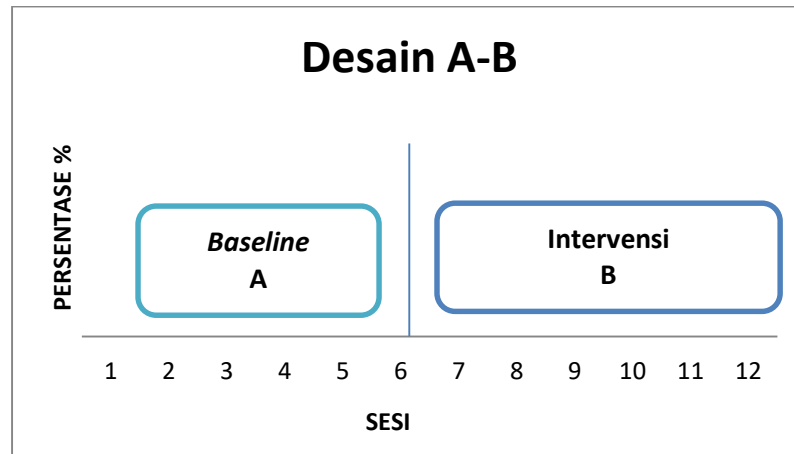 Desain A-B
PERSENTASE %
Baseline
A
Intervensi
B
1 2 3 4 5 6 7 8 9 10 11 12
SESI